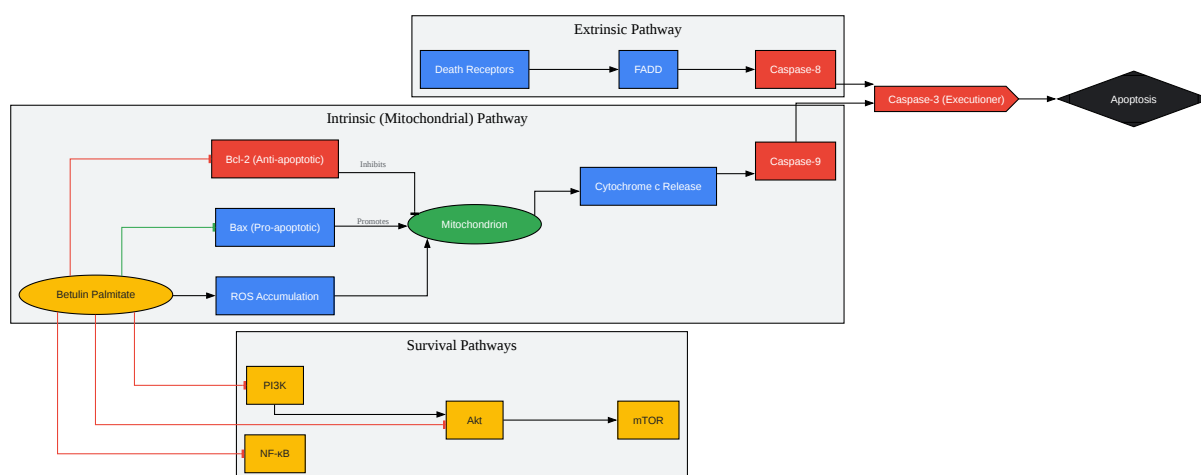 Extrinsic Pathway
Death Receptors
FADD
Caspase-8
Caspase-3 (Executioner)
Apoptosis
Intrinsic (Mitochondrial) Pathway
Bcl-2 (Anti-apoptotic)
Inhibits
Caspase-9
Cytochrome c Release
Bax (Pro-apoptotic)
Promotes
Mitochondrion
Betulin Palmitate
ROS Accumulation
Survival Pathways
PI3K
Akt
mTOR
NF-κB